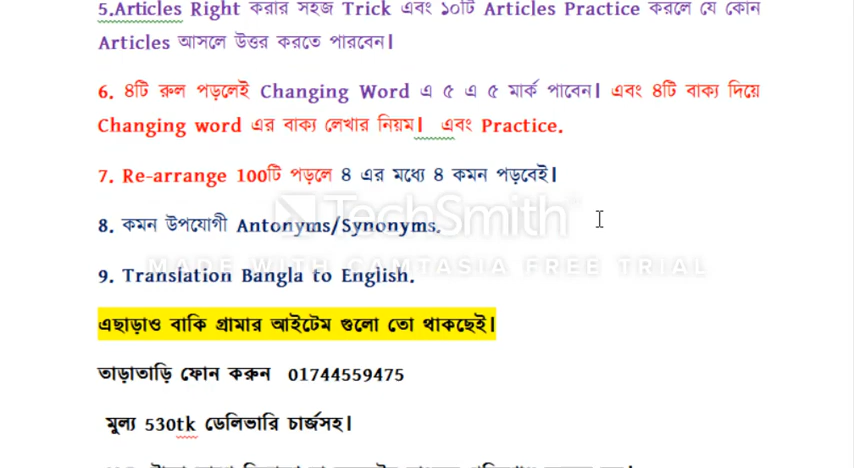 5.Articles Right করার সহজ Trick এবং ১০টি Articles Practice করলে যে কোন
Articles আসলে উত্তর করতে পারবেন।
6. ৪টি রুল পড়লেই Changing Word এ ৫ এ ৫ মার্ক পাবেন। এবং ৪টি বাক্য দিয়ে
Changing word এর বাক্য লেখার নিয়ম। এবং Practice.
7. Re-arrange 100টি পড়লে ৪ এর মধ্যে ৪ কমন পড়বেই।
8. কমন উপযোগী Antonyms/Synonyms.
TechSmith
MADE WITH CAMTASIA FREE TRIAL
9. Translation Bangla to English.
এছাড়াও বাকি গ্রামার আইটেম গুলো তো থাকছেই।
তাড়াতাড়ি ফোন করুন 01744559475
মুল্য 530tk ডেলিভারি চার্জসহ।